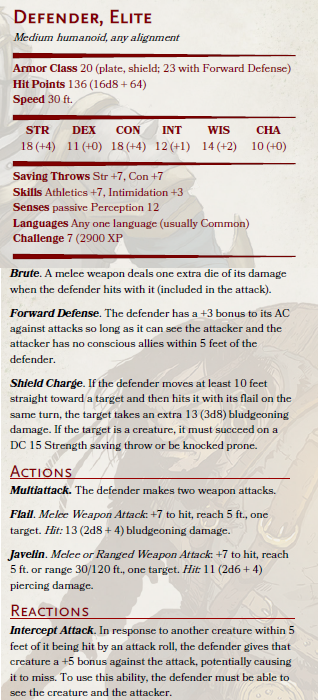 Defender, Elite
Medium humanoid, any alignment
Armor Class 20 (plate, shield; 23 with Forward Defense)
Hit Points 136 (16d8 + 64)
Speed 30 ft.
STR DEX CON INT WIS CHA
18 (+4) 11 (+0) 18 (+4) 12 (+1) 14 (+2) 10 (+0)
Saving Throws Str +7, Con +7
Skills Athletics +7, Intimidation +3
Senses passive Perception 12
Languages Any one language (usually Common)
Challenge 7 (2900 XP
Brute. A melee weapon deals one extra die of its damage
when the defender hits with it (included in the attack).
Forward Defense. The defender has a +3 bonus to its AC
against attacks so long as it can see the attacker and the
attacker has no conscious allies within 5 feet of the
defender.
Shield Charge. If the defender moves at least 10 feet
straight toward a target and then hits it with its flail on the
same turn, the target takes an extra 13 (3d8) bludgeoning
damage. If the target is a creature, it must succeed on a
DC 15 Strength saving throw or be knocked prone.
Actions
Multiattack. The defender makes two weapon attacks.
Flail. Melee Weapon Attack: +7 to hit, reach 5 ft., one
target. Hit: 13 (2d8 + 4) bludgeoning damage.
Javelin. Melee or Ranged Weapon Attack: +7 to hit, reach
5 ft. or range 30/120 ft., one target. Hit: 11 (2d6 + 4)
piercing damage.
Reactions
Intercept Attack. In response to another creature within 5
feet of it being hit by an attack roll, the defender gives that
creature a +5 bonus against the attack, potentially causing
it to miss. To use this ability, the defender must be able to
see the creature and the attacker.